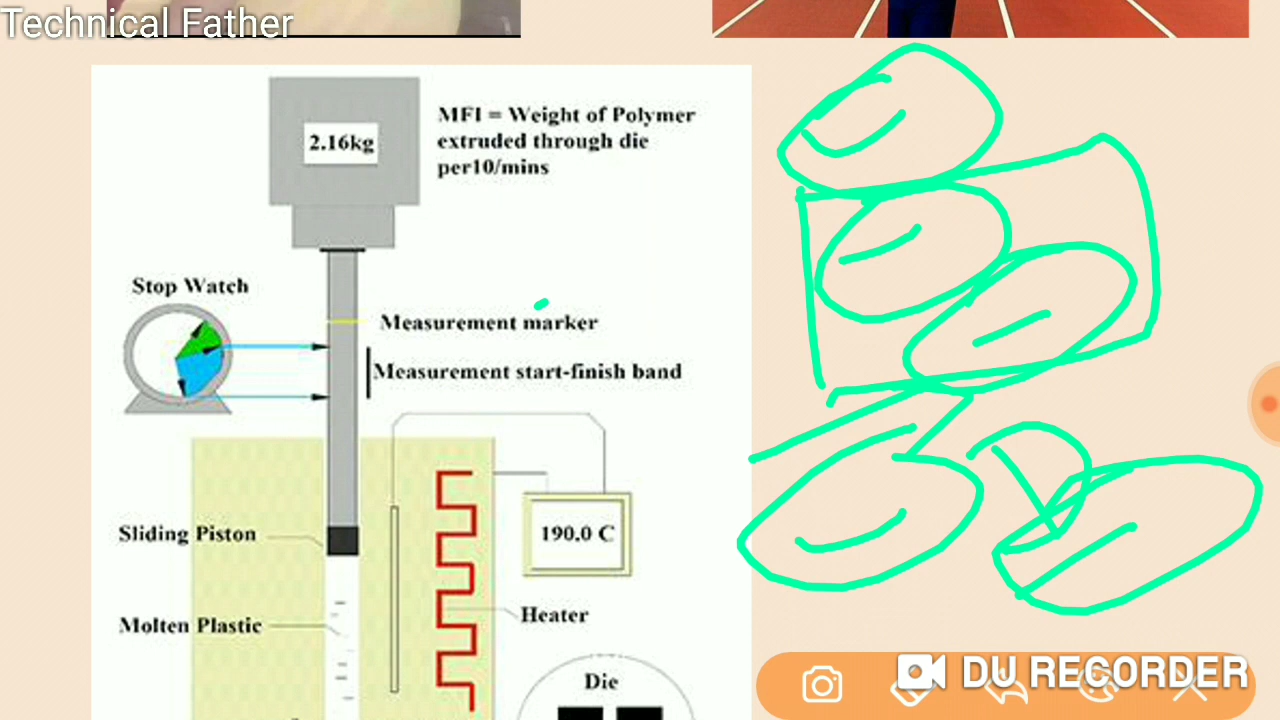 Technical Father
2.16kg
MFI = Weight of Polymer
extruded through die
per10/mins
Stop Watch
Measurement marker
Measurement start-finish band
Sliding Piston
190.0 C
Molten Plastic
Heater
Die
DU RECORDER